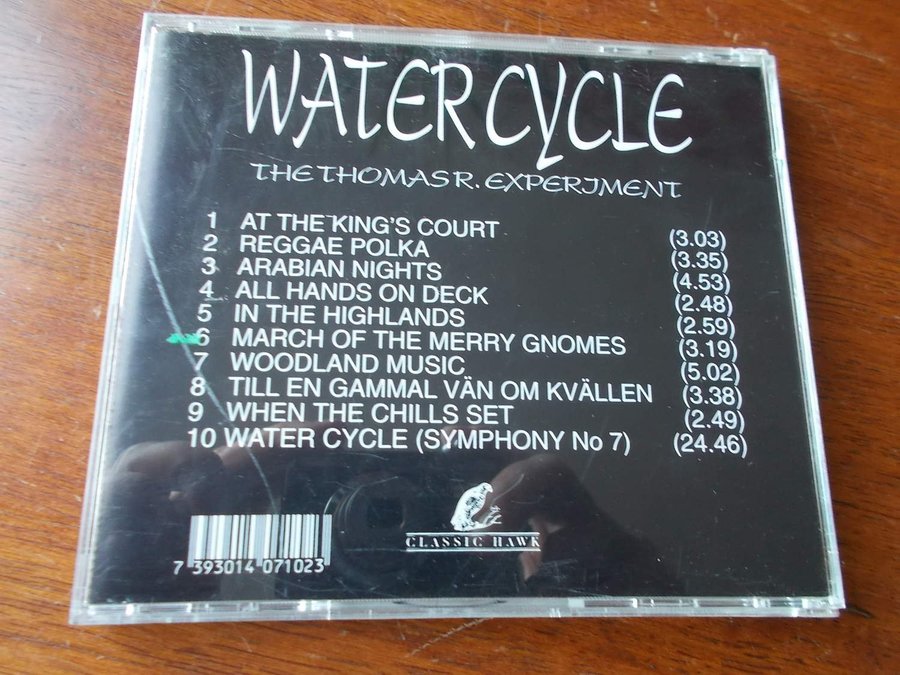 WATER CYCLE
THE THOMAS R. EXPERIMENT
1 AT THE KING'S COURT (3.03)
2 REGGAE POLKA (3.35)
3 ARABIAN NIGHTS (4.53)
4 ALL HANDS ON DECK (2.48)
5 IN THE HIGHLANDS (2.59)
6 MARCH OF THE MERRY GNOMES (3.19)
7 WOODLAND MUSIC (5.02)
8 TILL EN GAMMAL VÄN OM KVÄLLEN (3.38)
9 WHEN THE CHILLS SET (2.49)
10 WATER CYCLE (SYMPHONY No 7) (24.46)
CLASSIC HAWK
7 393014 071023